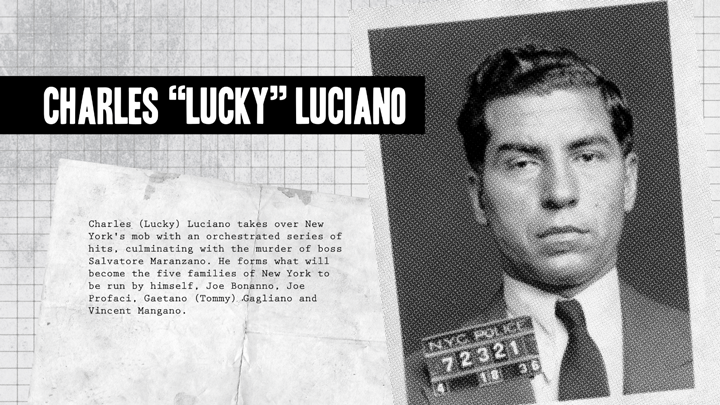 CHARLES “LUCKY” LUCIANO
Charles (Lucky) Luciano takes over New
York's mob with an orchestrated series of
hits, culminating with the murder of boss
Salvatore Maranzano. He forms what will
become the five families of New York to
be run by himself, Joe Bonanno, Joe
Profaci, Gaetano (Tommy) Gagliano and
Vincent Mangano.
N.Y.C. POLICE
72321
4 18 36